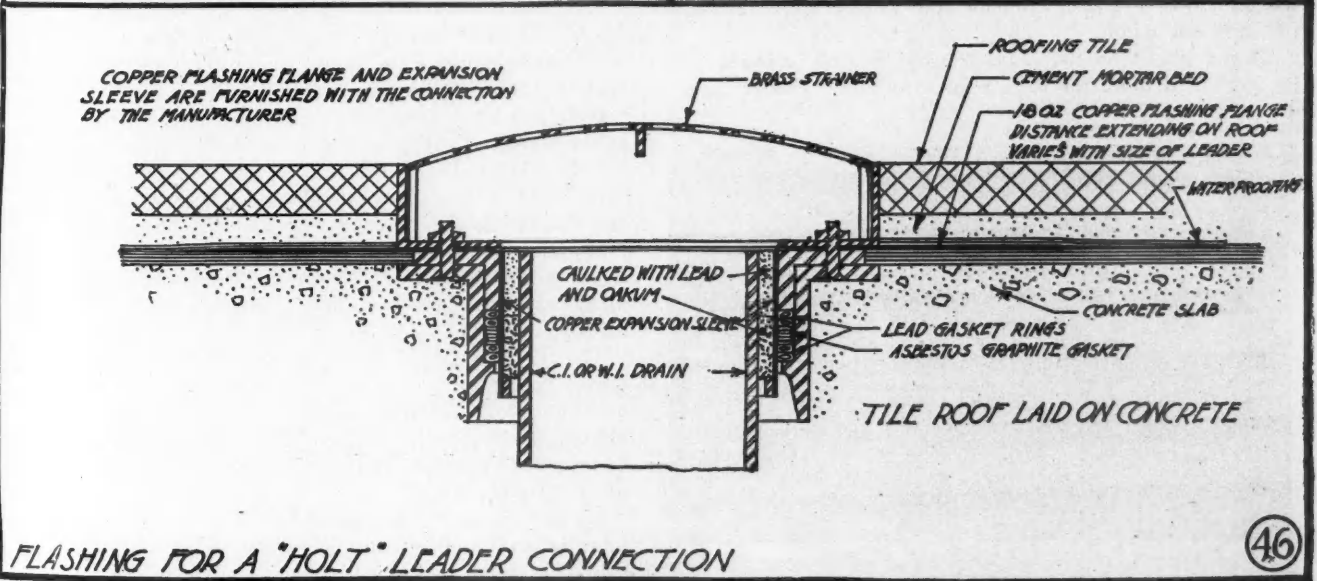 COPPER FLASHING FLANGE AND EXPANSION
SLEEVE ARE FURNISHED WITH THE CONNECTION
BY THE MANUFACTURER
BRASS STRAINER
ROOFING TILE
CEMENT MORTAR BED
16 OZ COPPER FLASHING FLANGE
DISTANCE EXTENDING ON ROOF
VARIES WITH SIZE OF LEADER
WATERPROOFING
CAULKED WITH LEAD
AND OAKUM
COPPER EXPANSION SLEEVE
C.I. OR W.I. DRAIN
CONCRETE SLAB
LEAD GASKET RINGS
ASBESTOS GRAPHITE GASKET
TILE ROOF LAID ON CONCRETE
FLASHING FOR A "HOLT" LEADER CONNECTION
46